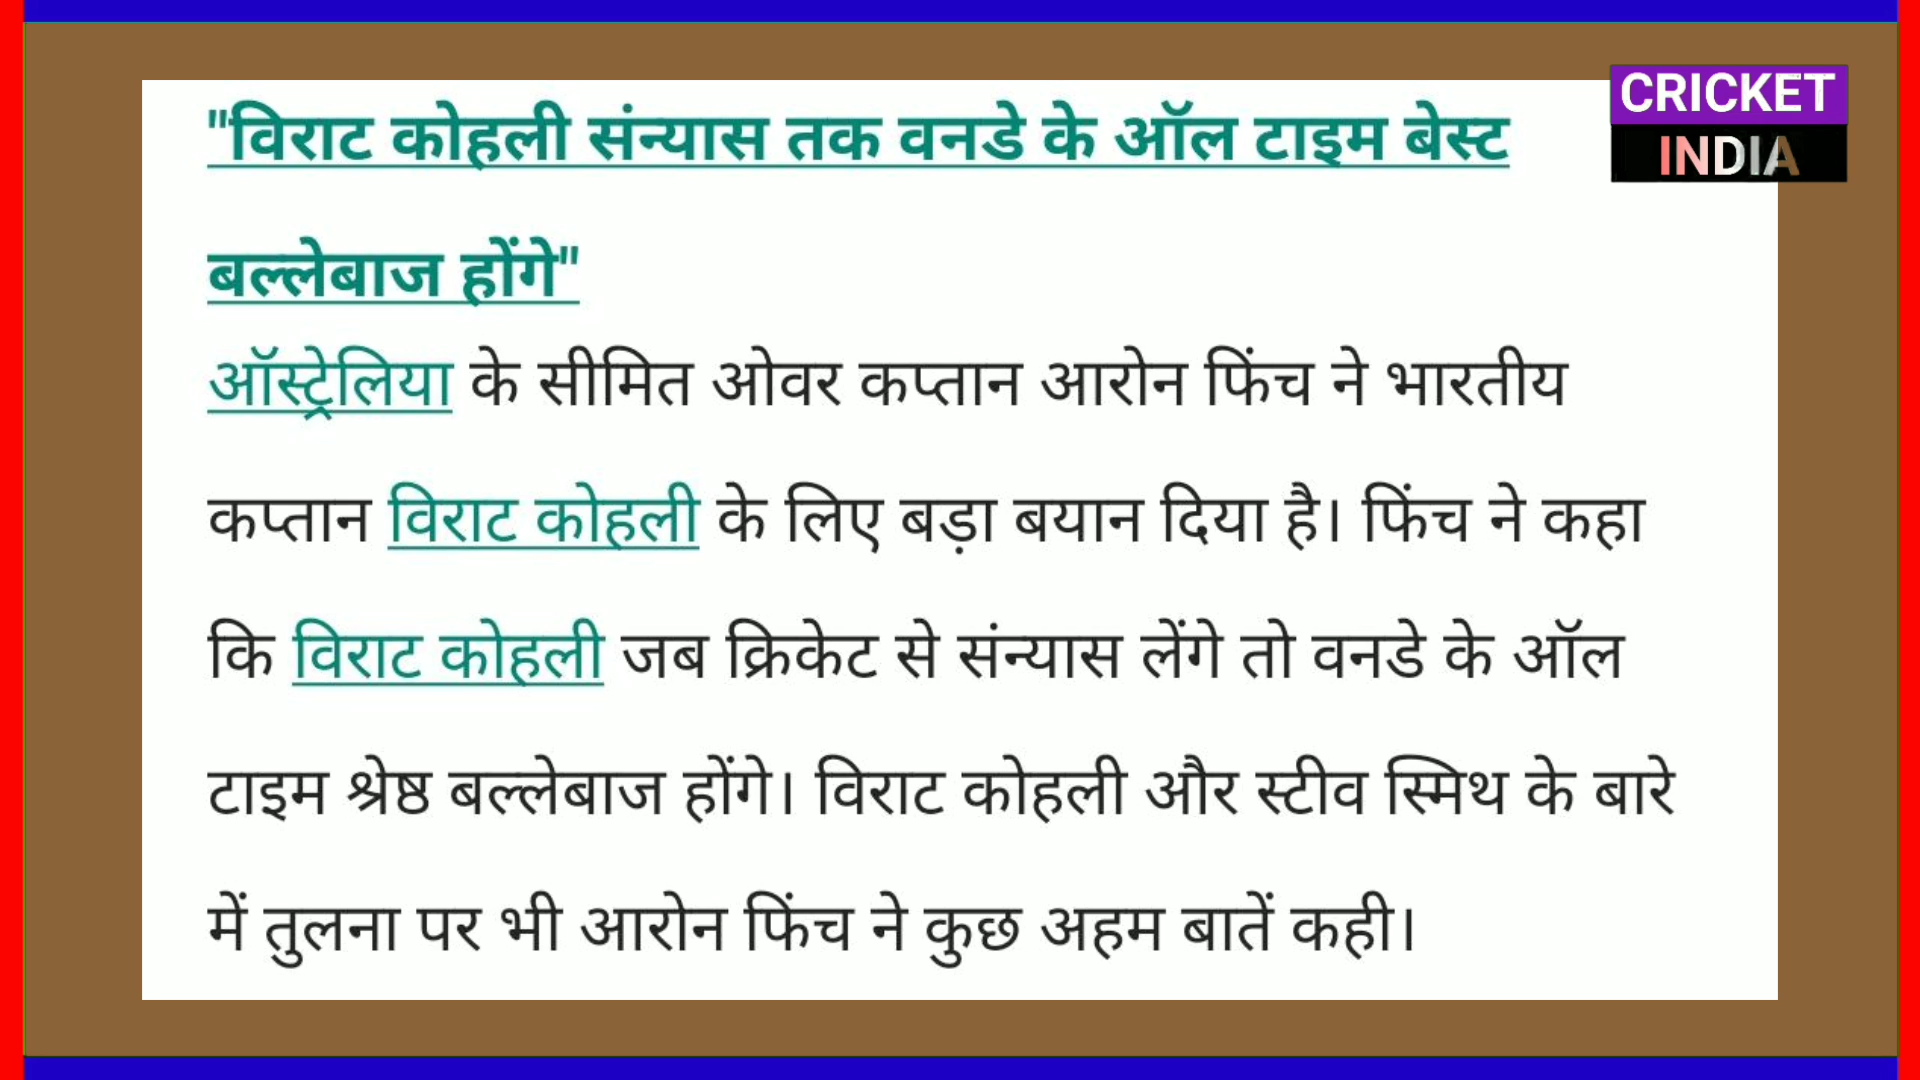 CRICKET
INDIA
"विराट कोहली संन्यास तक वनडे के ऑल टाइम बेस्ट
बल्लेबाज होंगे"
ऑस्ट्रेलिया के सीमित ओवर कप्तान आरोन फिंच ने भारतीय
कप्तान विराट कोहली के लिए बड़ा बयान दिया है। फिंच ने कहा
कि विराट कोहली जब क्रिकेट से संन्यास लेंगे तो वनडे के ऑल
टाइम श्रेष्ठ बल्लेबाज होंगे। विराट कोहली और स्टीव स्मिथ के बारे
में तुलना पर भी आरोन फिंच ने कुछ अहम बातें कही।